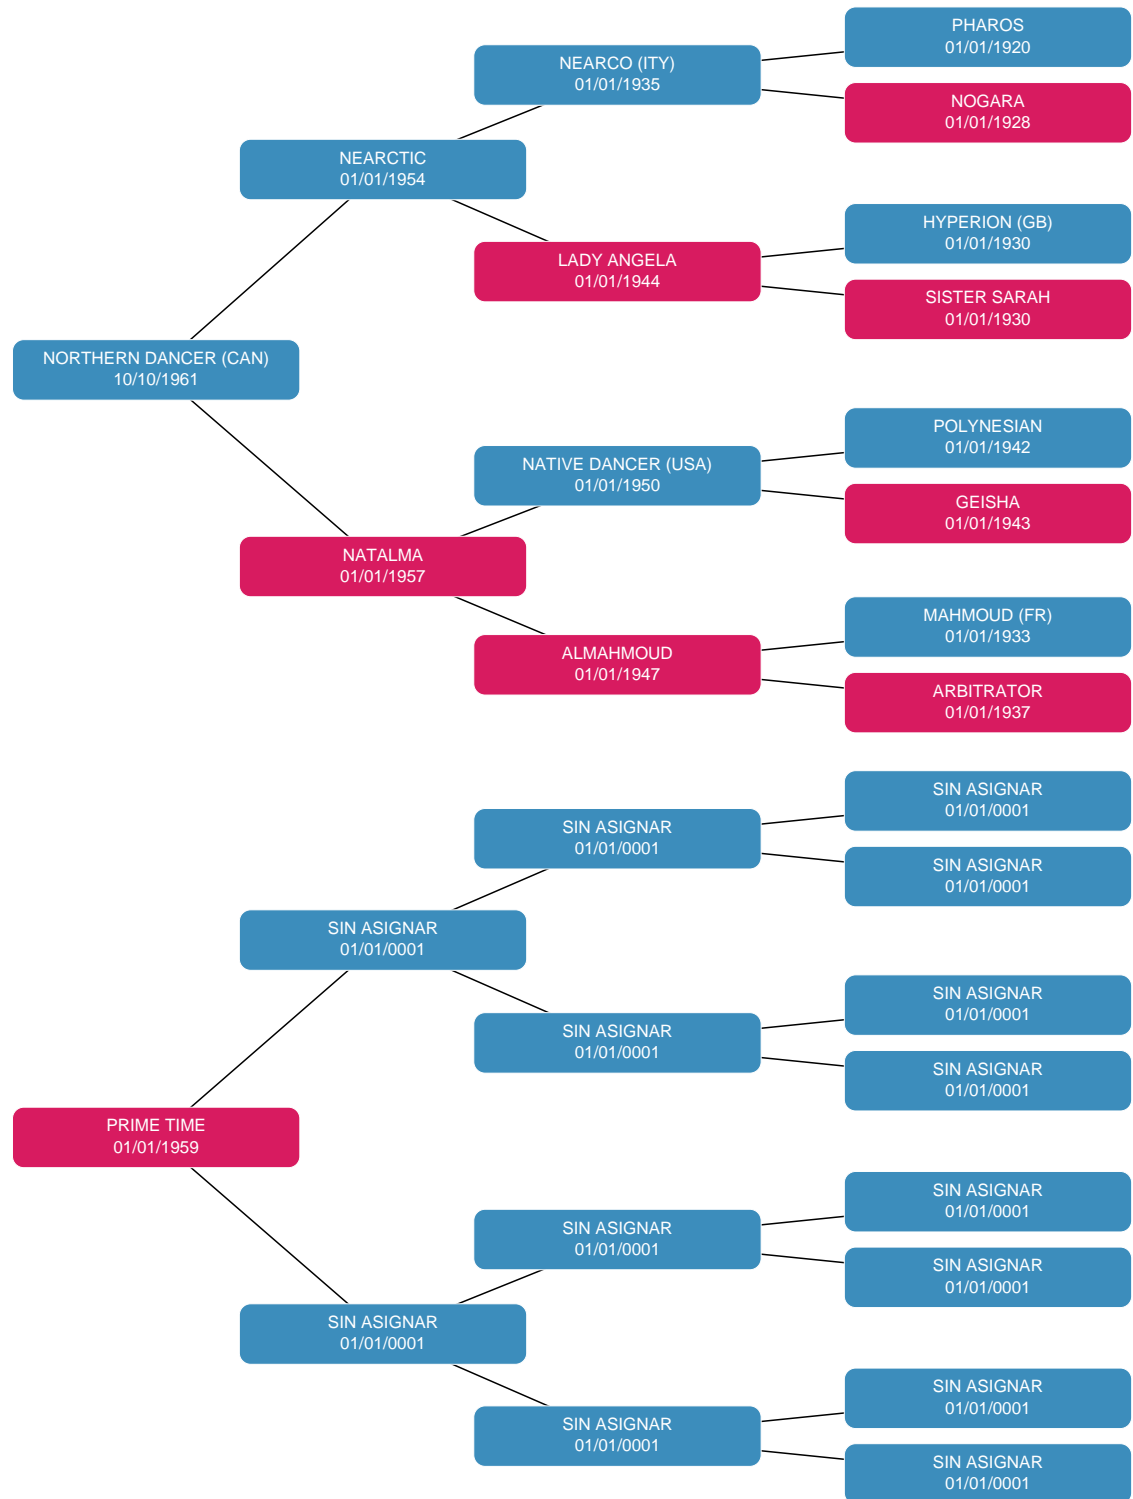 PHAROS
01/01/1920
NEARCO (ITY)
01/01/1935
NOGARA
01/01/1928
NEARCTIC
01/01/1954
HYPERION (GB)
01/01/1930
LADY ANGELA
01/01/1944
SISTER SARAH
01/01/1930
NORTHERN DANCER (CAN)
10/10/1961
POLYNESIAN
01/01/1942
NATIVE DANCER (USA)
01/01/1950
GEISHA
01/01/1943
NATALMA
01/01/1957
MAHMOUD (FR)
01/01/1933
ALMAHMOUD
01/01/1947
ARBITRATOR
01/01/1937
SIN ASIGNAR
01/01/0001
SIN ASIGNAR
01/01/0001
SIN ASIGNAR
01/01/0001
SIN ASIGNAR
01/01/0001
SIN ASIGNAR
01/01/0001
SIN ASIGNAR
01/01/0001
SIN ASIGNAR
01/01/0001
PRIME TIME
01/01/1959
SIN ASIGNAR
01/01/0001
SIN ASIGNAR
01/01/0001
SIN ASIGNAR
01/01/0001
SIN ASIGNAR
01/01/0001
SIN ASIGNAR
01/01/0001
SIN ASIGNAR
01/01/0001
SIN ASIGNAR
01/01/0001